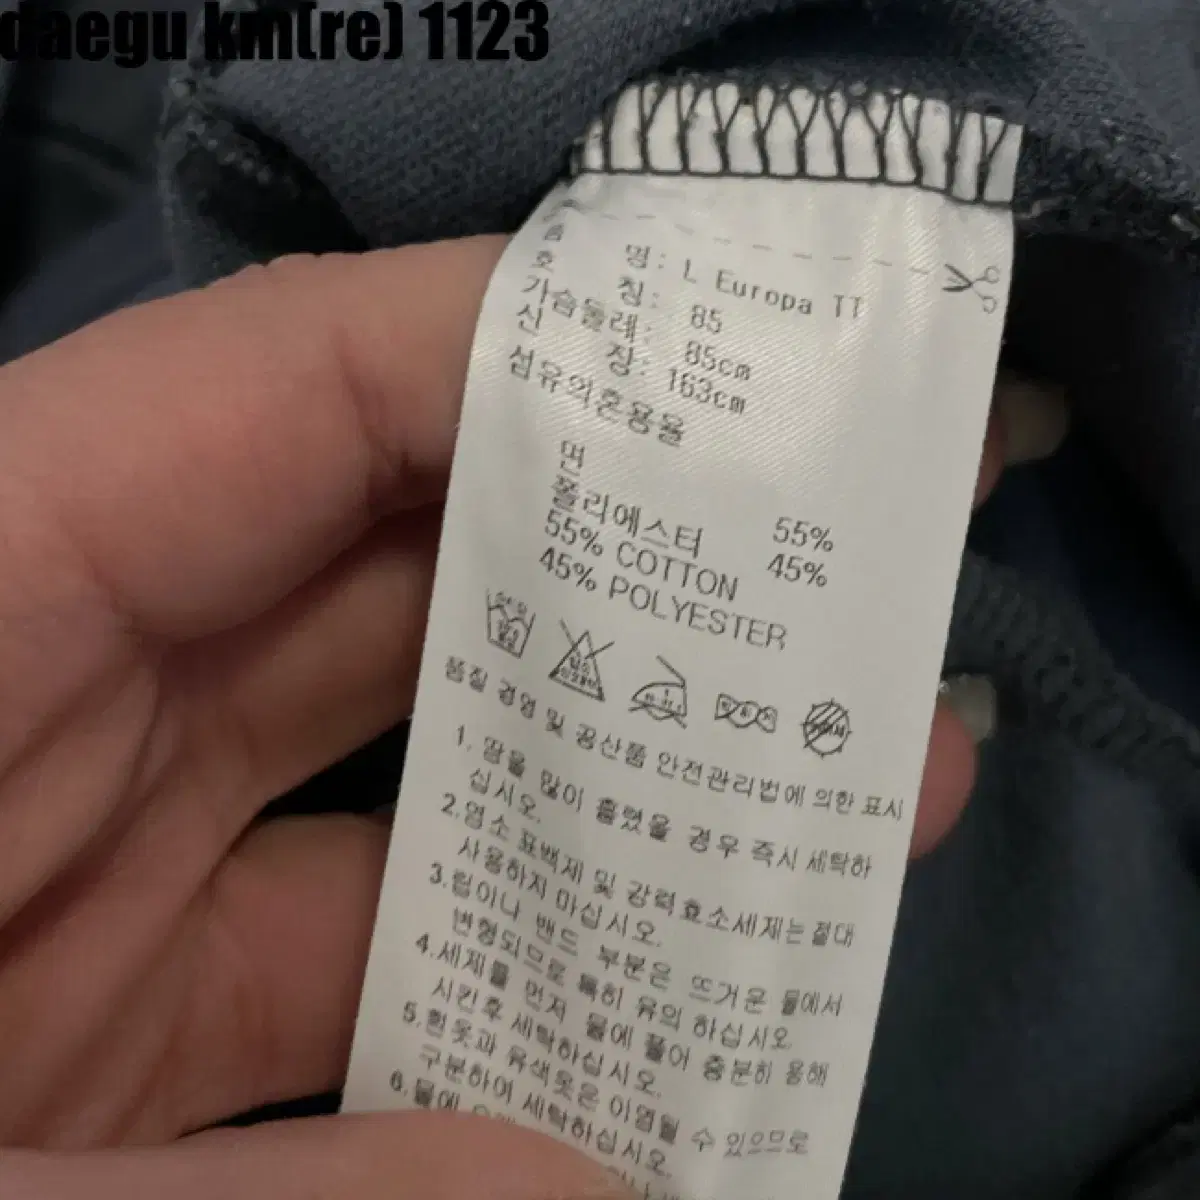 daegu km(re) 1123
품 명: L Europa TT
호 칭: 85
가슴둘레: 85cm
신 장: 163cm
섬유의혼용율
면 55%
폴리에스터 45%
55% COTTON
45% POLYESTER
품질 경영 및 공산품 안전관리법에 의한 표시
1. 땀을 많이 흘렸을 경우 즉시 세탁하
십시오.
2.염소 표백제 및 강력효소세제는 절대
사용하지 마십시오.
3.립이나 밴드 부분은 뜨거운 물에서
변형되므로 특히 유의 하십시오
4.세제를 먼저 물에 풀어 충분히 용해
시킨후 세탁하십시오.
5.흰옷과 유색옷은 이염될 수 있으므로
구분하여 세탁하십시오.
6.물에